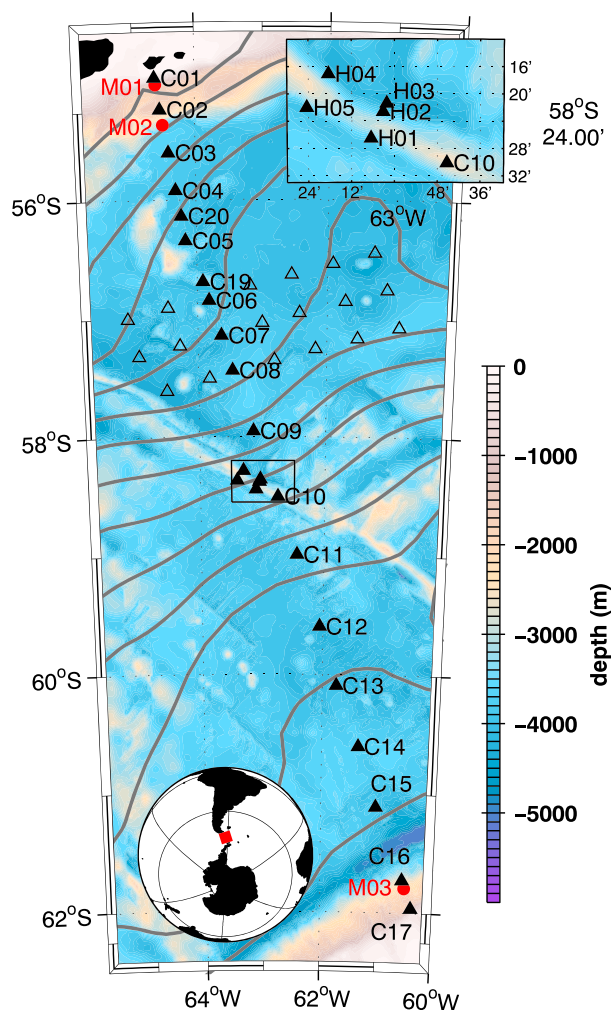 C01
M01
C02
M02
C03
C04
C20
C05
C19
C06
C07
C08
C09
C10
C11
C12
C13
C14
C15
C16
M03
C17
H04
H03
H02
H05
H01
C10
16'
20'
28'
32'
24'
12'
48'
36'
63°W
58°S
24.00'
56°S
58°S
60°S
62°S
64°W
62°W
60°W
0
−1000
−2000
−3000
−4000
−5000
depth (m)